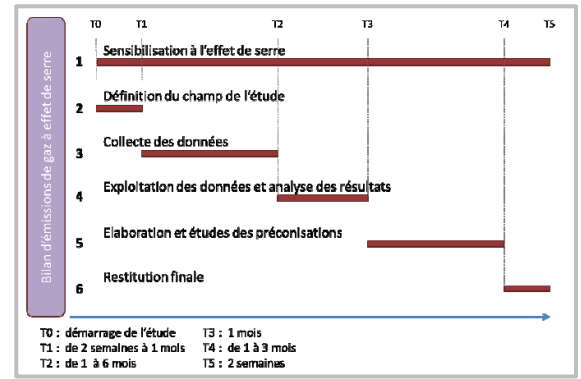 T0 T1 T2 T3 T4 T5
Bilan d'émissions de gaz à effet de serre
1 Sensibilisation à l'effet de serre
2 Définition du champ de l'étude
3 Collecte des données
4 Exploitation des données et analyse des résultats
5 Elaboration et études des préconisations
6 Restitution finale
T0 : démarrage de l'étude T3 : 1 mois
T1 : de 2 semaines à 1 mois T4 : de 1 à 3 mois
T2 : de 1 à 6 mois T5 : 2 semaines